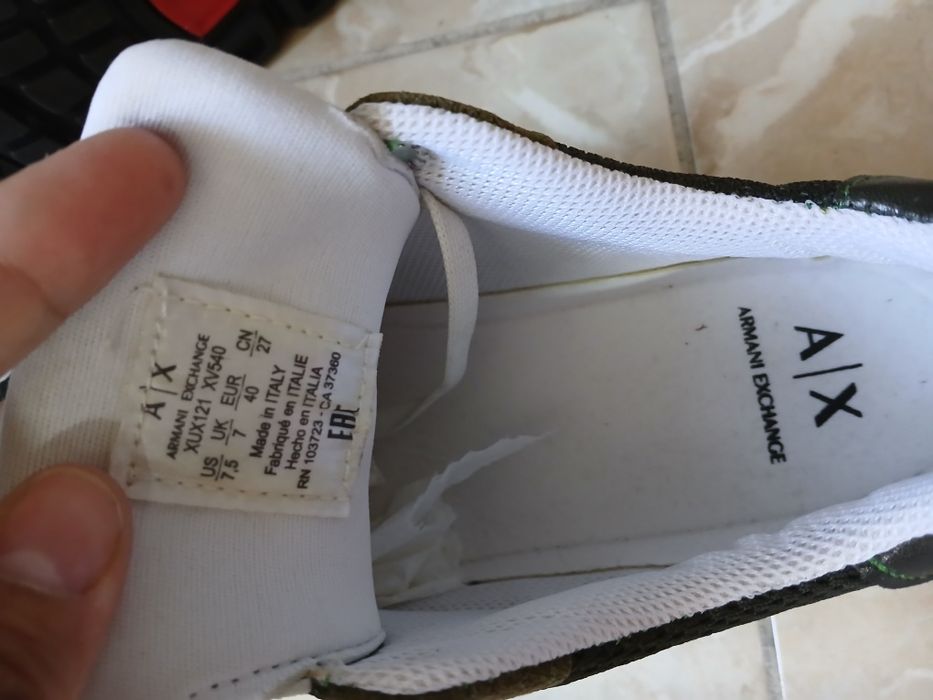 A|X
ARMANI EXCHANGE
XUX121 XV540
US UK EUR CN
7,5 7 40 27
Made in ITALY
Fabriqué en ITALIE
Hecho en ITALIA
RN 103723 - CA 37360
EAC
A|X
ARMANI EXCHANGE